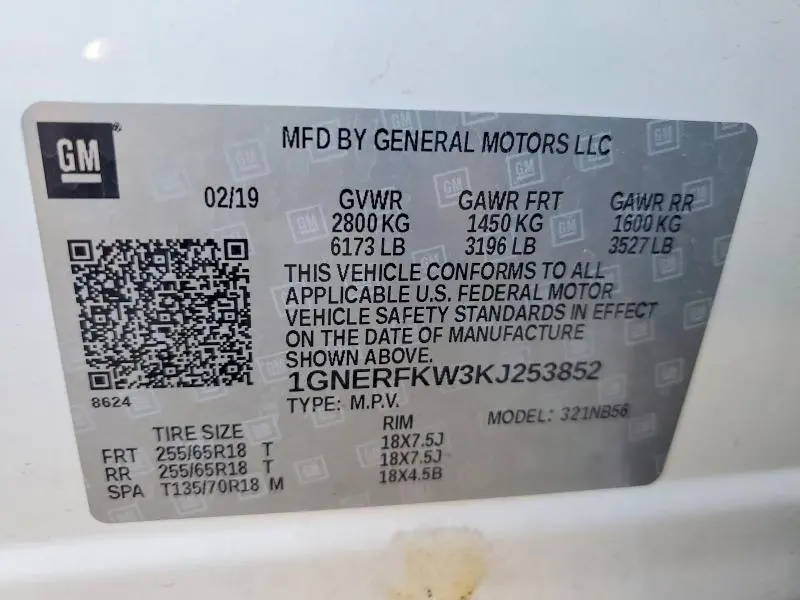 GM
MFD BY GENERAL MOTORS LLC
02/19 GVWR GAWR FRT GAWR RR
2800 KG 1450 KG 1600 KG
6173 LB 3196 LB 3527 LB
THIS VEHICLE CONFORMS TO ALL
APPLICABLE U.S. FEDERAL MOTOR
VEHICLE SAFETY STANDARDS IN EFFECT
ON THE DATE OF MANUFACTURE
SHOWN ABOVE.
1GNERFKW3KJ253852
8624
TYPE: M.P.V. MODEL: 321NB56
TIRE SIZE RIM
FRT 255/65R18 T 18X7.5J
RR 255/65R18 T 18X7.5J
SPA T135/70R18 M 18X4.5B